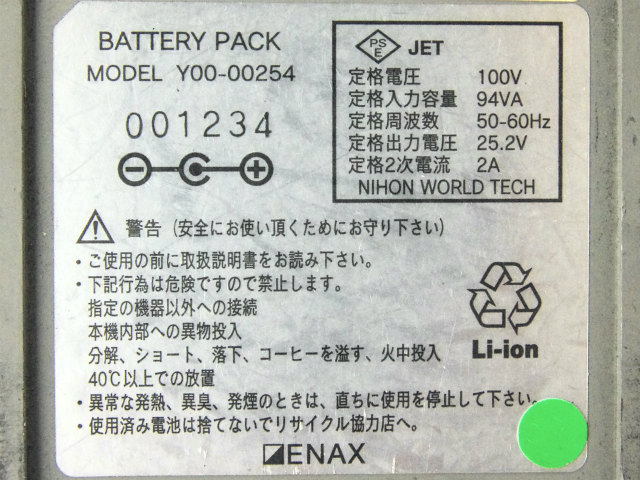 BATTERY PACK
MODEL Y00-00254
001234
PS
E
JET
定格電圧 100V
定格入力容量 94VA
定格周波数 50-60Hz
定格出力電圧 25.2V
定格2次電流 2A
NIHON WORLD TECH
警告 (安全にお使い頂くためにお守り下さい)
・ご使用の前に取扱説明書をお読み下さい。
・下記行為は危険ですので禁止します。
指定の機器以外への接続
本機内部への異物投入
分解、ショート、落下、コーヒーを溢す、火中投入
40℃以上での放置
・異常な発熱、異臭、発煙のときは、直ちに使用を停止して下さい。
・使用済み電池は捨てないでリサイクル協力店へ。
Li-ion
ENAX